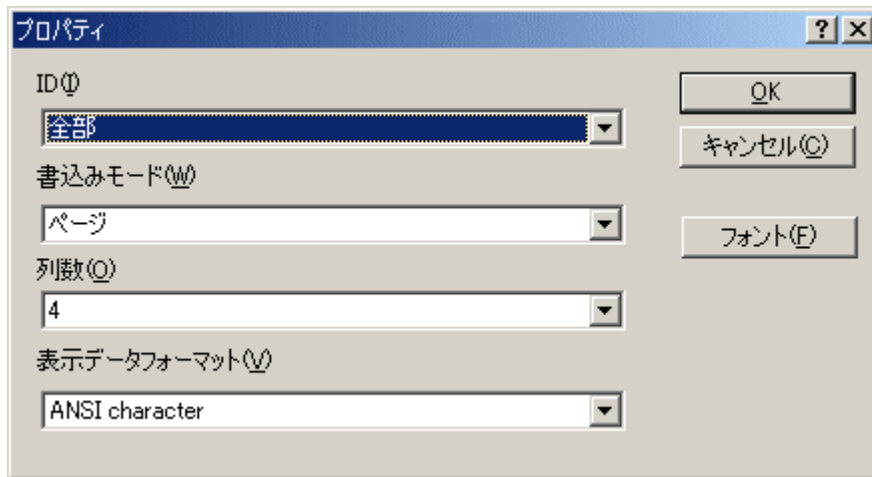 プロパティ
ID(I)
全部
書込みモード(W)
ページ
列数(O)
4
表示データフォーマット(V)
ANSI character
OK
キャンセル(C)
フォント(F)